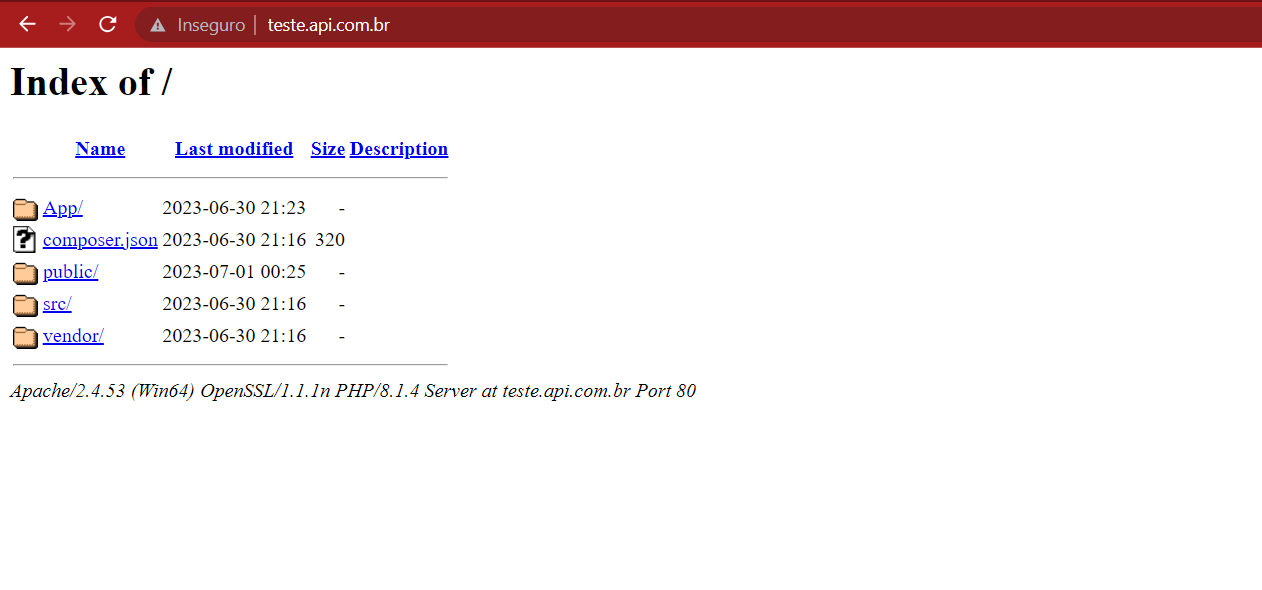 Inseguro | teste.api.com.br
Index of /
Name Last modified Size Description
App/ 2023-06-30 21:23 -
composer.json 2023-06-30 21:16 320
public/ 2023-07-01 00:25 -
src/ 2023-06-30 21:16 -
vendor/ 2023-06-30 21:16 -
Apache/2.4.53 (Win64) OpenSSL/1.1.1n PHP/8.1.4 Server at teste.api.com.br Port 80